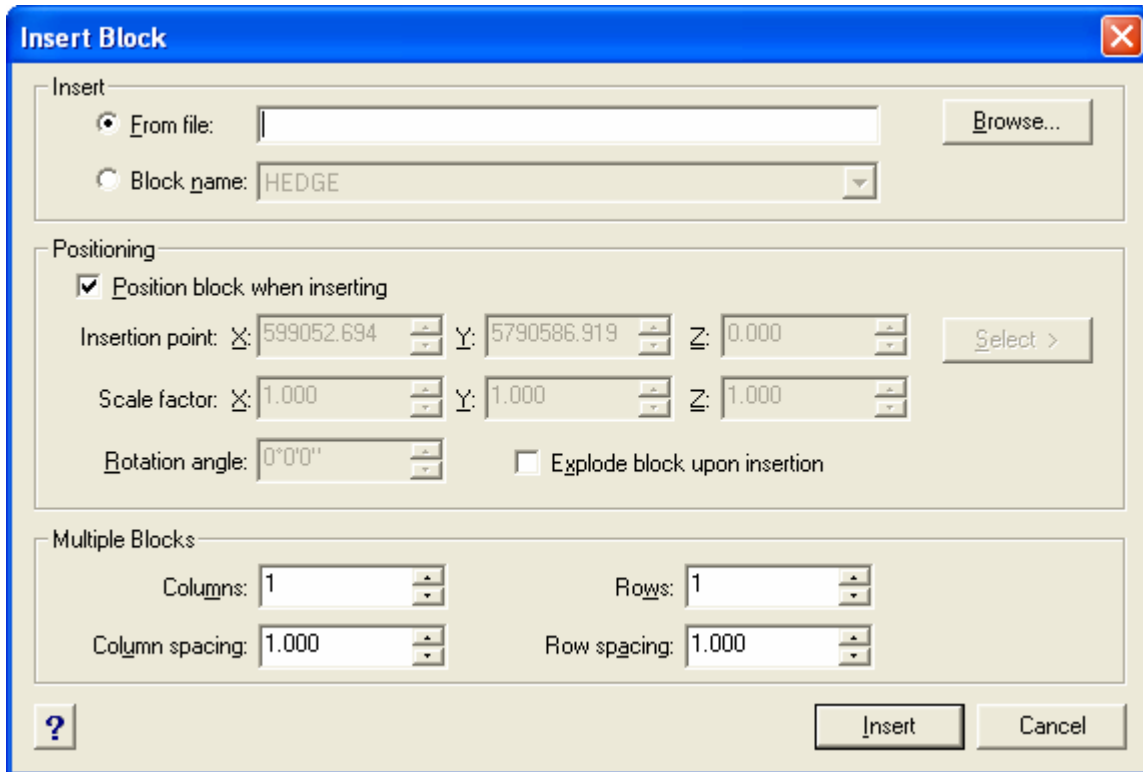 Insert Block
Insert
From file:
Browse...
Block name: HEDGE
Positioning
Position block when inserting
Insertion point: X: 599052.694 Y: 5790586.919 Z: 0.000 Select >
Scale factor: X: 1.000 Y: 1.000 Z: 1.000
Rotation angle: 0°0'0" Explode block upon insertion
Multiple Blocks
Columns: 1 Rows: 1
Column spacing: 1.000 Row spacing: 1.000
? Insert Cancel